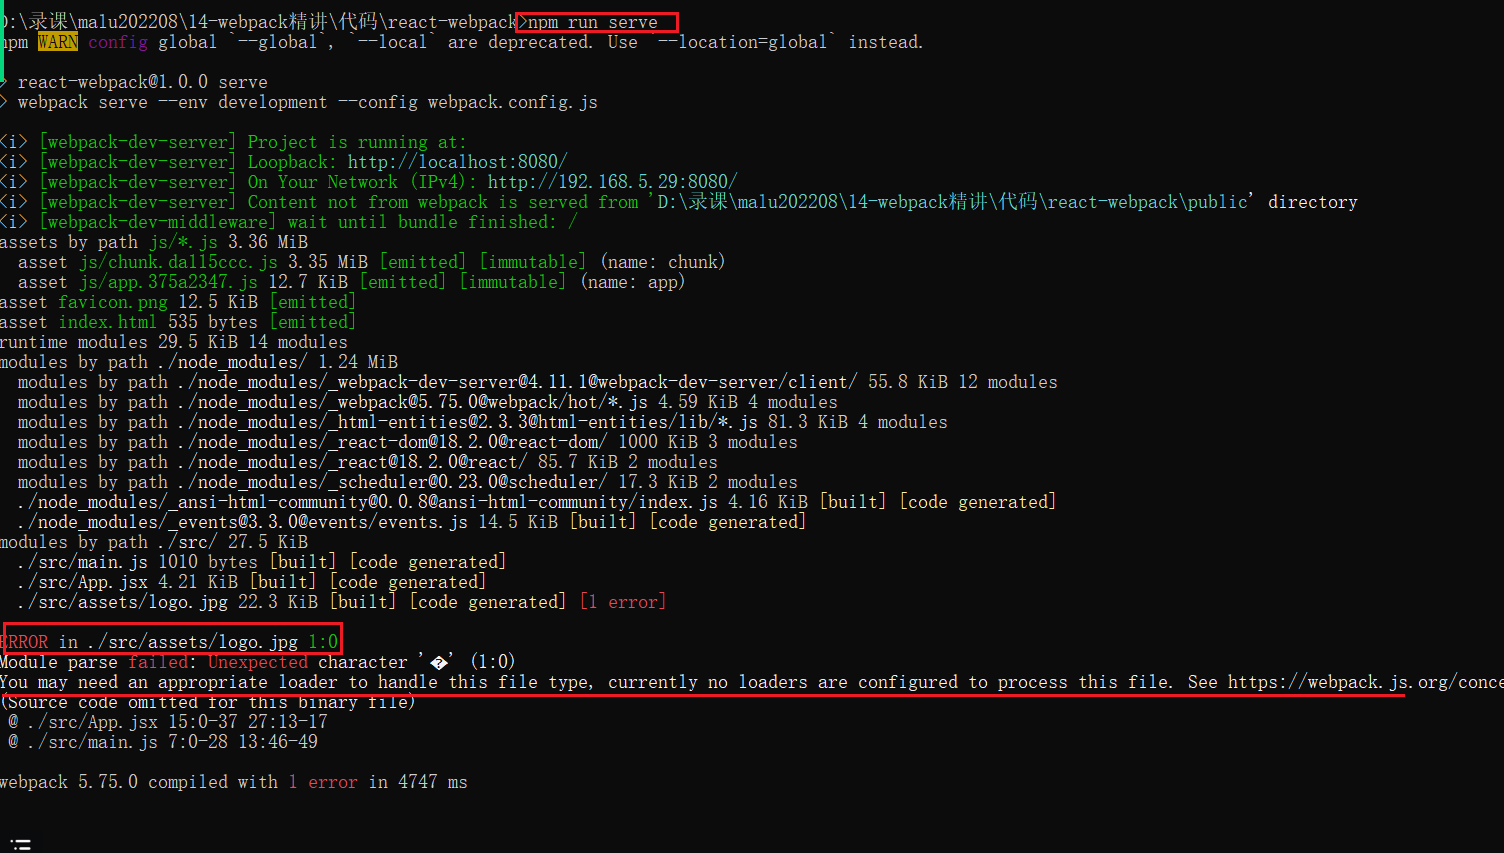 D:\录课\malu202208\14-webpack精讲\代码\react-webpack>npm run serve
npm WARN config global `--global`, `--local` are deprecated. Use `--location=global` instead.
> react-webpack@1.0.0 serve
> webpack serve --env development --config webpack.config.js
<i> [webpack-dev-server] Project is running at:
<i> [webpack-dev-server] Loopback: http://localhost:8080/
<i> [webpack-dev-server] On Your Network (IPv4): http://192.168.5.29:8080/
<i> [webpack-dev-server] Content not from webpack is served from 'D:\录课\malu202208\14-webpack精讲\代码\react-webpack\public' directory
<i> [webpack-dev-middleware] wait until bundle finished: /
assets by path js/*.js 3.36 MiB
  asset js/chunk.da115ccc.js 3.35 MiB [emitted] [immutable] (name: chunk)
  asset js/app.375a2347.js 12.7 KiB [emitted] [immutable] (name: app)
asset favicon.png 12.5 KiB [emitted]
asset index.html 535 bytes [emitted]
runtime modules 29.5 KiB 14 modules
modules by path ./node_modules/ 1.24 MiB
  modules by path ./node_modules/_webpack-dev-server@4.11.1@webpack-dev-server/client/ 55.8 KiB 12 modules
  modules by path ./node_modules/_webpack@5.75.0@webpack/hot/*.js 4.59 KiB 4 modules
  modules by path ./node_modules/_html-entities@2.3.3@html-entities/lib/*.js 81.3 KiB 4 modules
  modules by path ./node_modules/_react-dom@18.2.0@react-dom/ 1000 KiB 3 modules
  modules by path ./node_modules/_react@18.2.0@react/ 85.7 KiB 2 modules
  modules by path ./node_modules/_scheduler@0.23.0@scheduler/ 17.3 KiB 2 modules
  ./node_modules/_ansi-html-community@0.0.8@ansi-html-community/index.js 4.16 KiB [built] [code generated]
  ./node_modules/_events@3.3.0@events/events.js 14.5 KiB [built] [code generated]
modules by path ./src/ 27.5 KiB
  ./src/main.js 1010 bytes [built] [code generated]
  ./src/App.jsx 4.21 KiB [built] [code generated]
  ./src/assets/logo.jpg 22.3 KiB [built] [code generated] [1 error]
ERROR in ./src/assets/logo.jpg 1:0
Module parse failed: Unexpected character '�' (1:0)
You may need an appropriate loader to handle this file type, currently no loaders are configured to process this file. See https://webpack.js.org/conce
(Source code omitted for this binary file)
 @ ./src/App.jsx 15:0-37 27:13-17
 @ ./src/main.js 7:0-28 13:46-49
webpack 5.75.0 compiled with 1 error in 4747 ms